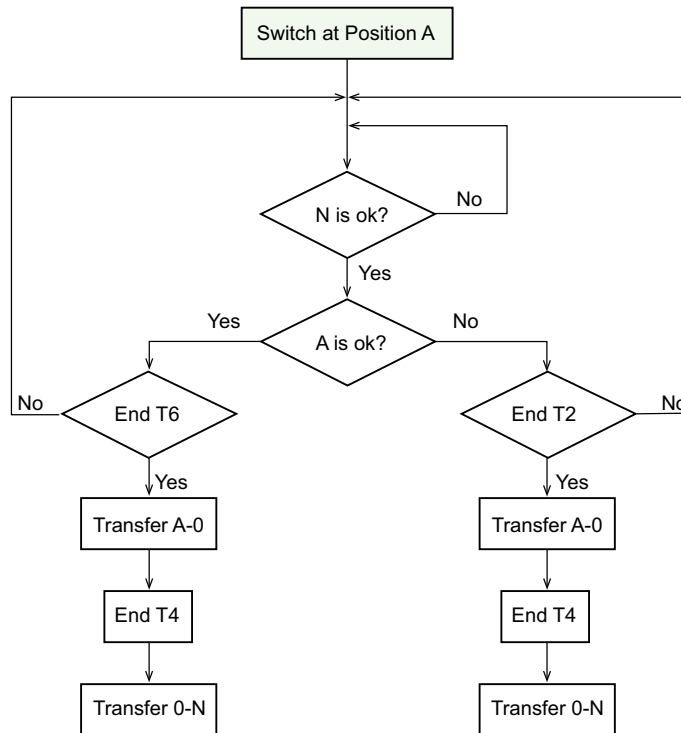 Switch at Position A
N is ok?
No
Yes
Yes
A is ok?
No
No
End T6
End T2
No
Yes
Yes
Transfer A-0
Transfer A-0
End T4
End T4
Transfer 0-N
Transfer 0-N